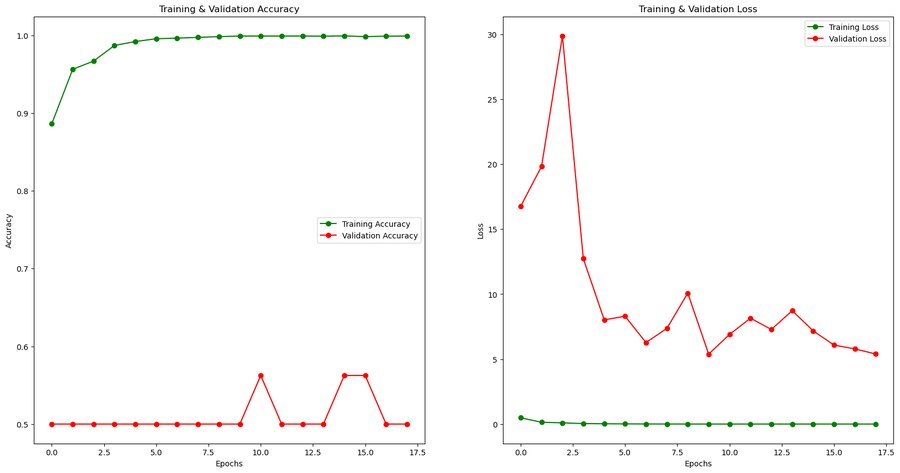 Training & Validation Accuracy
Accuracy
1.0
0.9
0.8
0.7
0.6
0.5
Training Accuracy
Validation Accuracy
0.0 2.5 5.0 7.5 10.0 12.5 15.0 17.5
Epochs
Training & Validation Loss
Loss
30
25
20
15
10
5
0
Training Loss
Validation Loss
0.0 2.5 5.0 7.5 10.0 12.5 15.0 17.5
Epochs